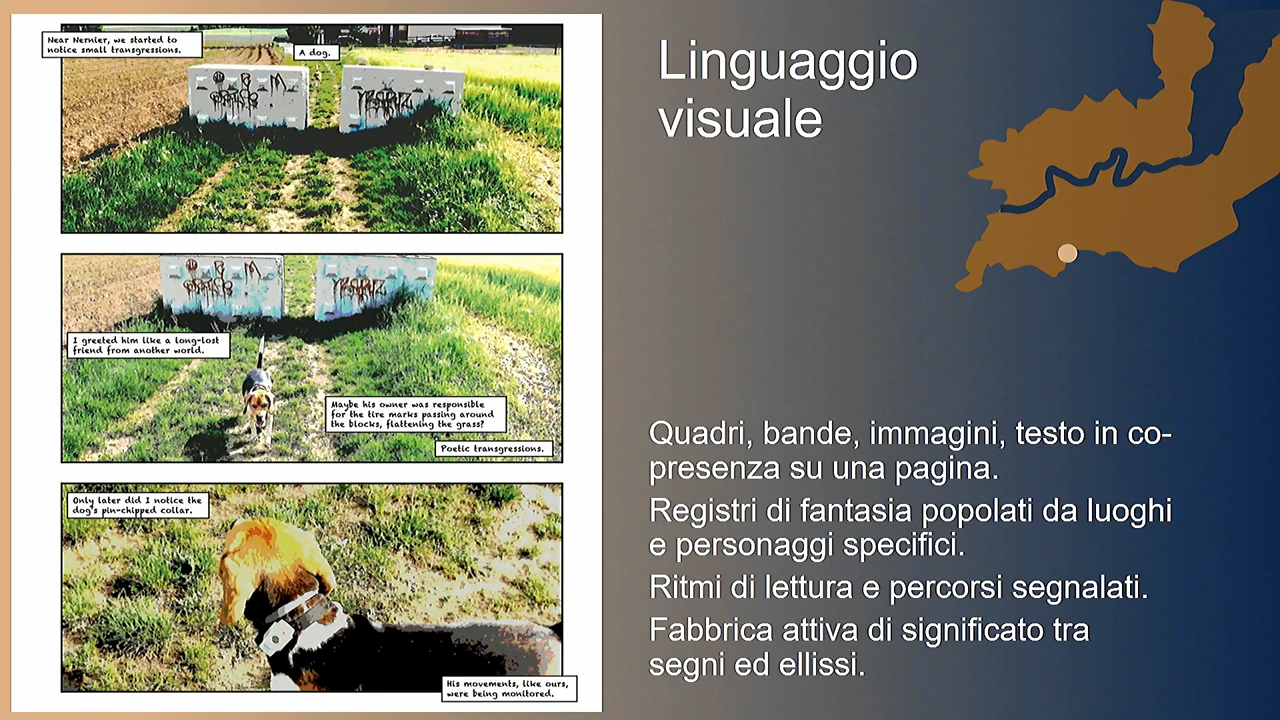 Near Nernier, we started to
notice small transgressions.
A dog.
I greeted him like a long-lost
friend from another world.
Maybe his owner was responsible
for the tire marks passing around
the blocks, flattening the grass?
Poetic transgressions.
Only later did I notice the
dog's pin-chipped collar.
His movements, like ours,
were being monitored.
Linguaggio
visuale
Quadri, bande, immagini, testo in co-
presenza su una pagina.
Registri di fantasia popolati da luoghi
e personaggi specifici.
Ritmi di lettura e percorsi segnalati.
Fabbrica attiva di significato tra
segni ed ellissi.